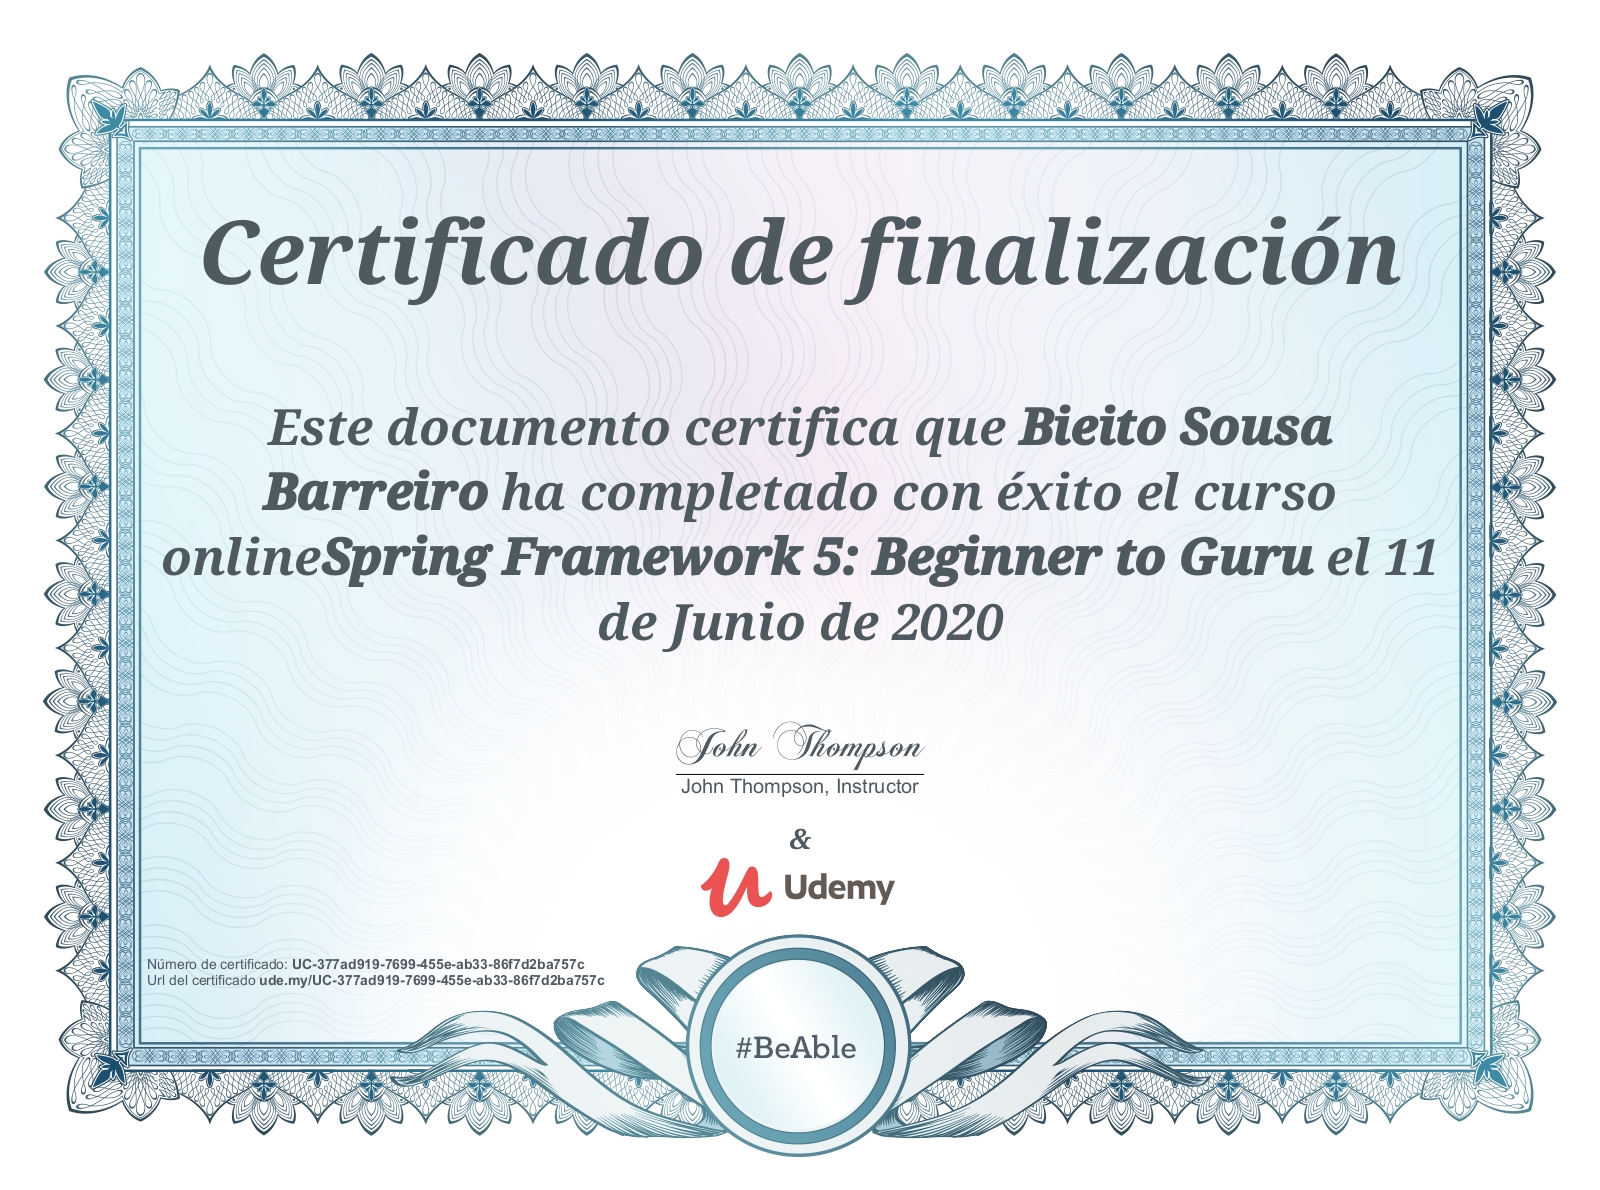 Certificado de finalización
Este documento certifica que Bieito Sousa
Barreiro ha completado con éxito el curso
onlineSpring Framework 5: Beginner to Guru el 11
de Junio de 2020
John Thompson
John Thompson, Instructor
&
Udemy
Número de certificado: UC-377ad919-7699-455e-ab33-86f7d2ba757c
Url del certificado ude.my/UC-377ad919-7699-455e-ab33-86f7d2ba757c
#BeAble